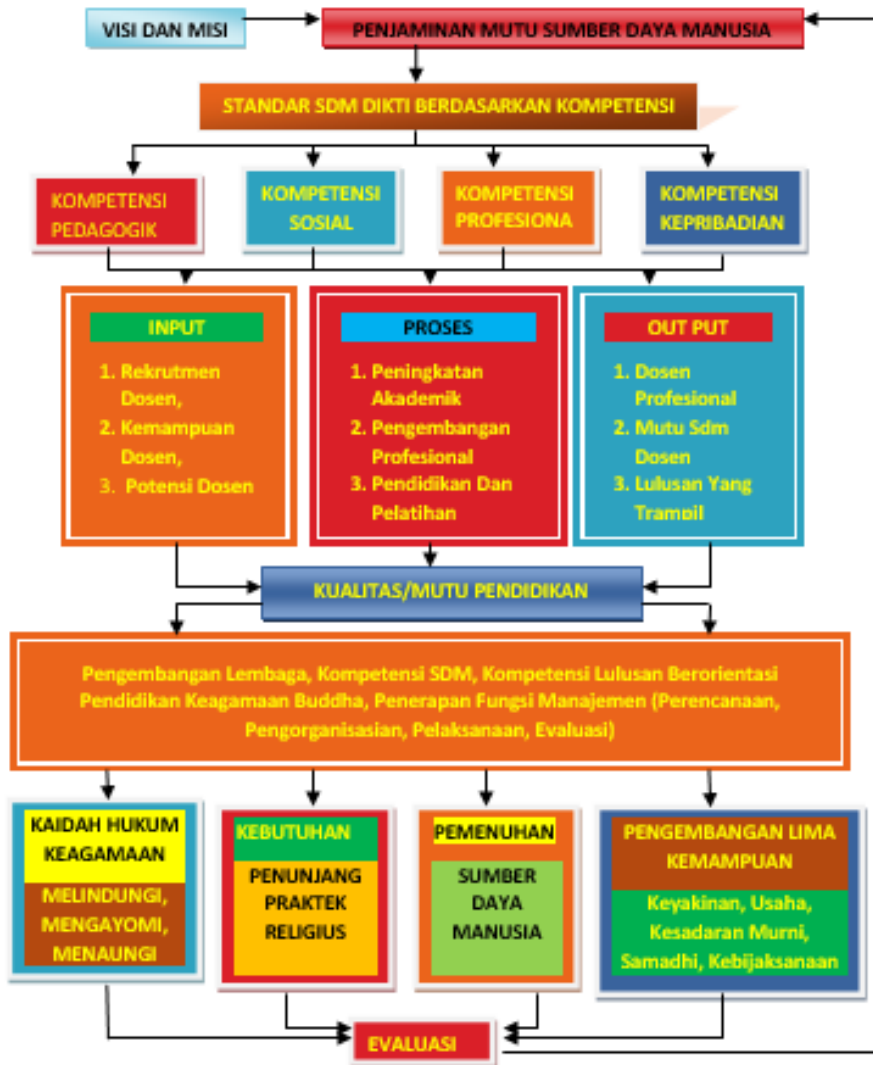 VISI DAN MISI
PENJAMINAN MUTU SUMBER DAYA MANUSIA
STANDAR SDM DIKTI BERDASARKAN KOMPETENSI
KOMPETENSI
PEDAGOGIK
KOMPETENSI
SOSIAL
KOMPETENSI
PROFESIONA
KOMPETENSI
KEPRIBADIAN
INPUT
1. Rekrutmen
Dosen,
2. Kemampuan
Dosen,
3. Potensi Dosen
PROSES
1. Peningkatan
Akademik
2. Pengembangan
Profesional
3. Pendidikan Dan
Pelatihan
OUT PUT
1. Dosen
Profesional
2. Mutu Sdm
Dosen
3. Lulusan Yang
Trampil
KUALITAS/MUTU PENDIDIKAN
Pengembangan Lembaga, Kompetensi SDM, Kompetensi Lulusan Berorientasi
Pendidikan Keagamaan Buddha, Penerapan Fungsi Manajemen (Perencanaan,
Pengorganisasian, Pelaksanaan, Evaluasi)
KAIDAH HUKUM
KEAGAMAAN
MELINDUNGI,
MENGAYOMI,
MENAUNGI
KEBUTUHAN
PENUNJANG
PRAKTEK
RELIGIUS
PEMENUHAN
SUMBER
DAYA
MANUSIA
PENGEMBANGAN LIMA
KEMAMPUAN
Keyakinan, Usaha,
Kesadaran Murni,
Samadhi, Kebijaksanaan
EVALUASI